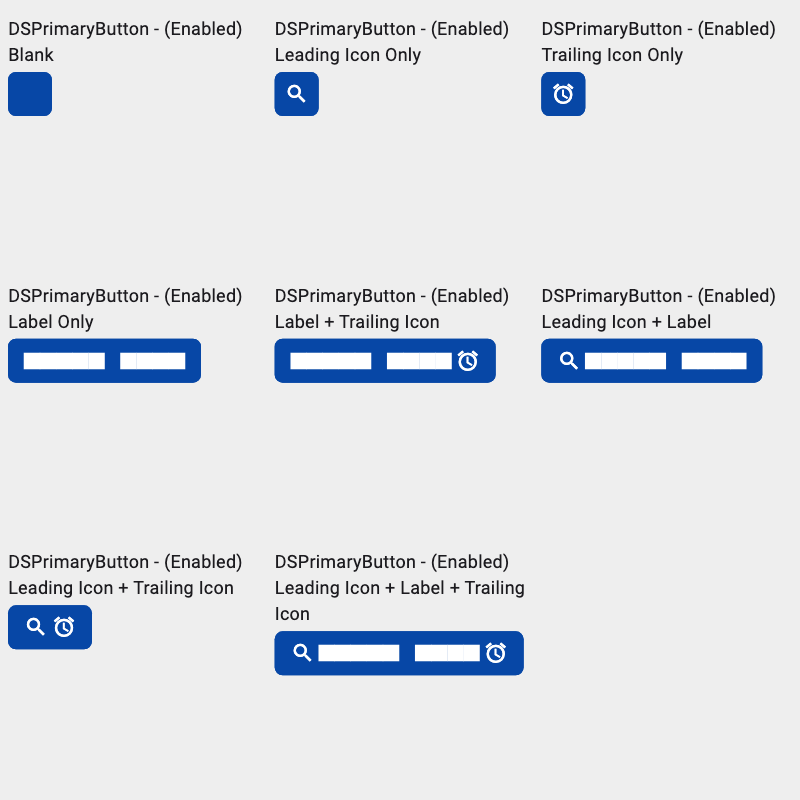 DSPrimaryButton - (Enabled)
Blank
DSPrimaryButton - (Enabled)
Leading Icon Only
DSPrimaryButton - (Enabled)
Trailing Icon Only
DSPrimaryButton - (Enabled)
Label Only
DSPrimaryButton - (Enabled)
Label + Trailing Icon
DSPrimaryButton - (Enabled)
Leading Icon + Label
DSPrimaryButton - (Enabled)
Leading Icon + Trailing Icon
DSPrimaryButton - (Enabled)
Leading Icon + Label + Trailing
Icon